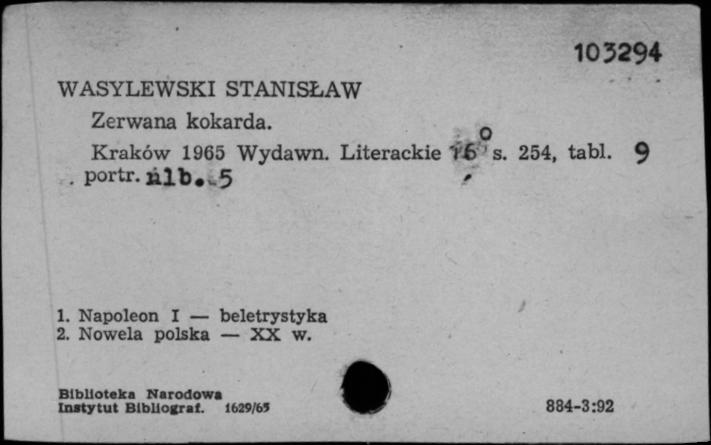 103294
WASYLEWSKI STANISŁAW
Zerwana kokarda.
Kraków 1965 Wydawn. Literackie 16° s. 254, tabl. 9
portr. nlb. 5
1. Napoleon I — beletrystyka
2. Nowela polska — XX w.
Biblioteka Narodowa
Instytut Bibliograf. 1629/65
884-3:92